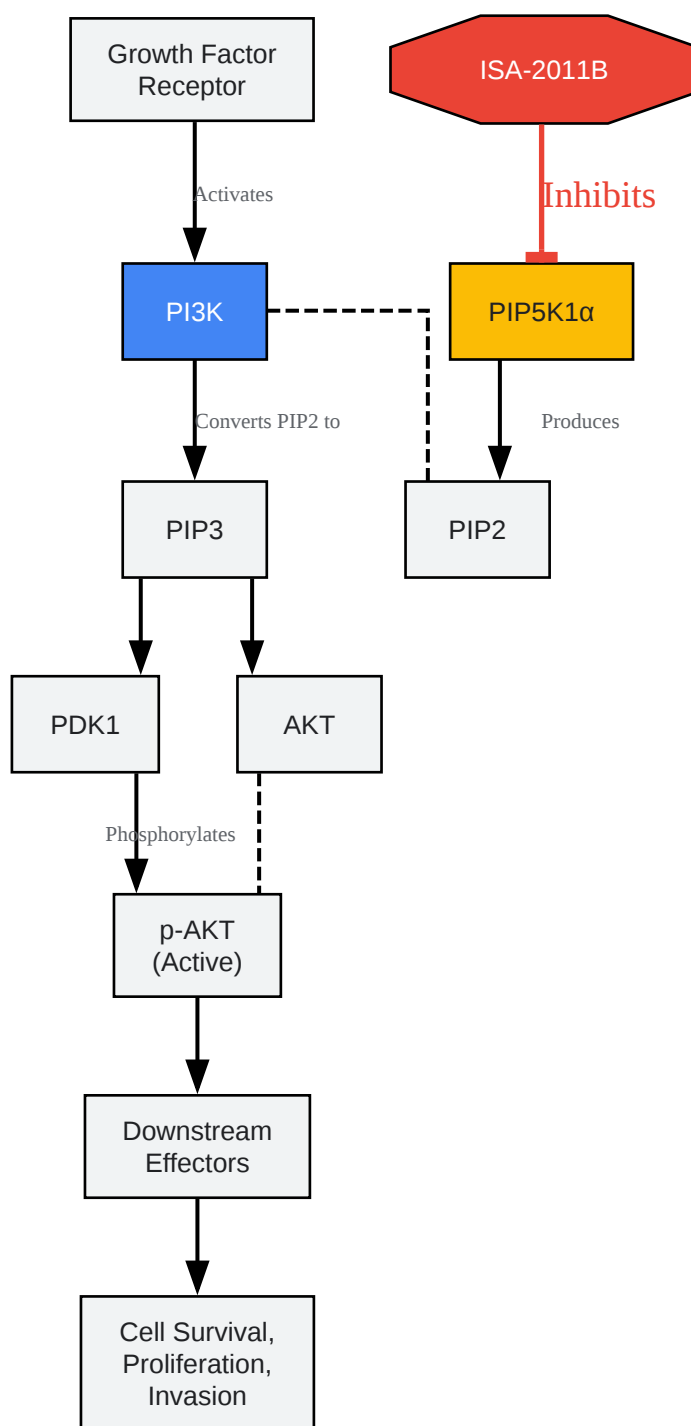 Growth Factor
Receptor
ISA-2011B
Activates
Inhibits
PI3K
PIP5K1α
Converts PIP2 to
Produces
PIP3
PIP2
PDK1
AKT
Phosphorylates
p-AKT
(Active)
Downstream
Effectors
Cell Survival,
Proliferation,
Invasion